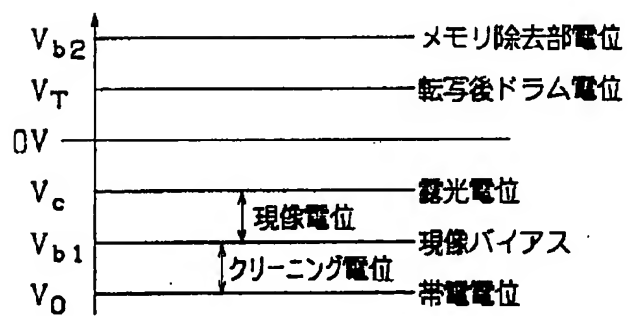 Vb2 メモリ除去部電位
VT 転写後ドラム電位
0V
Vc 露光電位
現像電位
Vb1 現像バイアス
クリーニング電位
V0 帯電電位